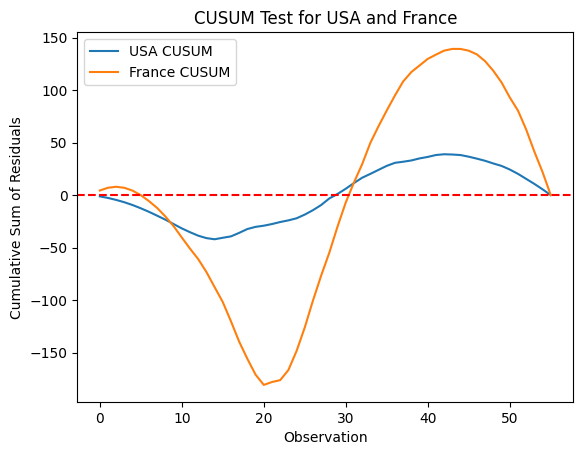 CUSUM Test for USA and France
USA CUSUM
France CUSUM
Cumulative Sum of Residuals
150
100
50
0
−50
−100
−150
0 10 20 30 40 50
Observation